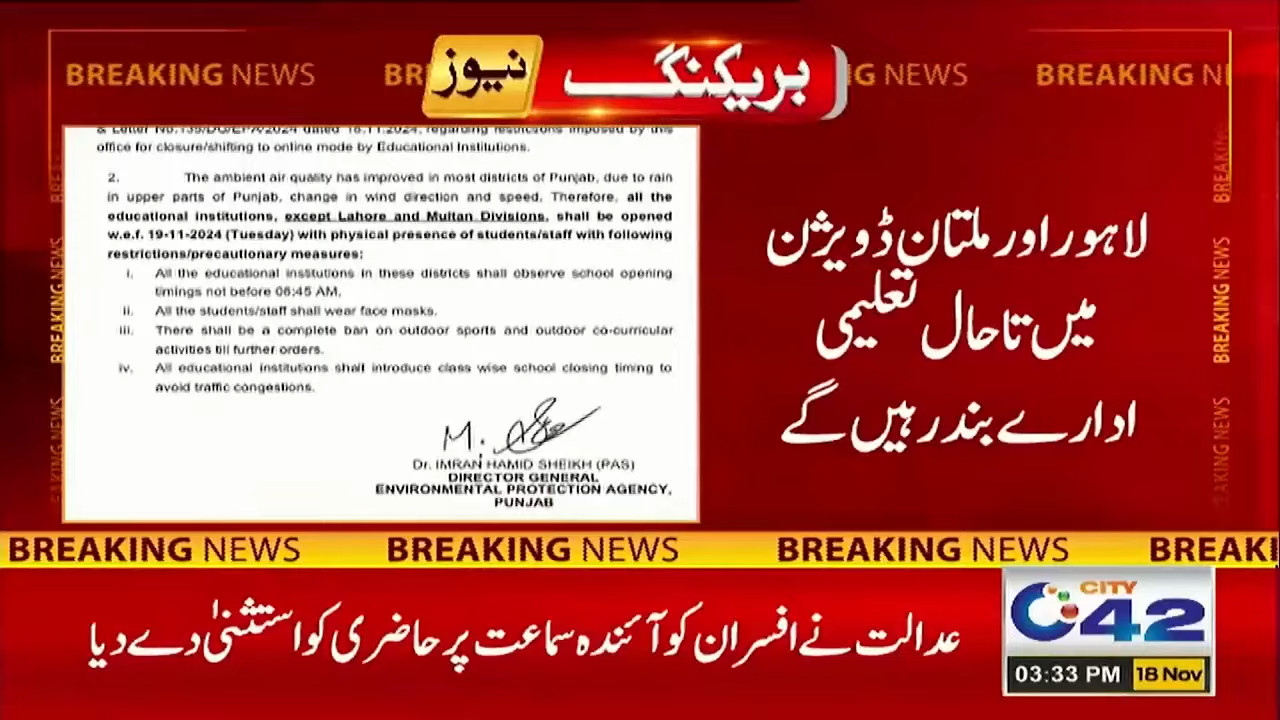 BREAKING NEWS
بریکنگ نیوز
BREAKING NEWS
& Letter No.135/DG/EPA/2024 dated 16.11.2024, regarding restrictions imposed by this
office for closure/shifting to online mode by Educational Institutions.
2. The ambient air quality has improved in most districts of Punjab, due to rain
in upper parts of Punjab, change in wind direction and speed. Therefore, all the
educational institutions, except Lahore and Multan Divisions, shall be opened
w.e.f. 19-11-2024 (Tuesday) with physical presence of students/staff with following
restrictions/precautionary measures:
i. All the educational institutions in these districts shall observe school opening
timings not before 08:45 AM.
ii. All the students/staff shall wear face masks.
iii. There shall be a complete ban on outdoor sports and outdoor co-curricular
activities till further orders.
iv. All educational institutions shall introduce class wise school closing timing to
avoid traffic congestions.
Dr. IMRAN HAMID SHEIKH (PAS)
DIRECTOR GENERAL
ENVIRONMENTAL PROTECTION AGENCY,
PUNJAB
لاہور اور ملتان ڈویژن
میں تاحال تعلیمی
ادارے بند رہیں گے
BREAKING NEWS BREAKING NEWS BREAKING NEWS BREAKI
عدالت نے افسران کو آئندہ سماعت پر حاضری کو استثنیٰ دے دیا
CITY
42
03:33 PM 18 Nov